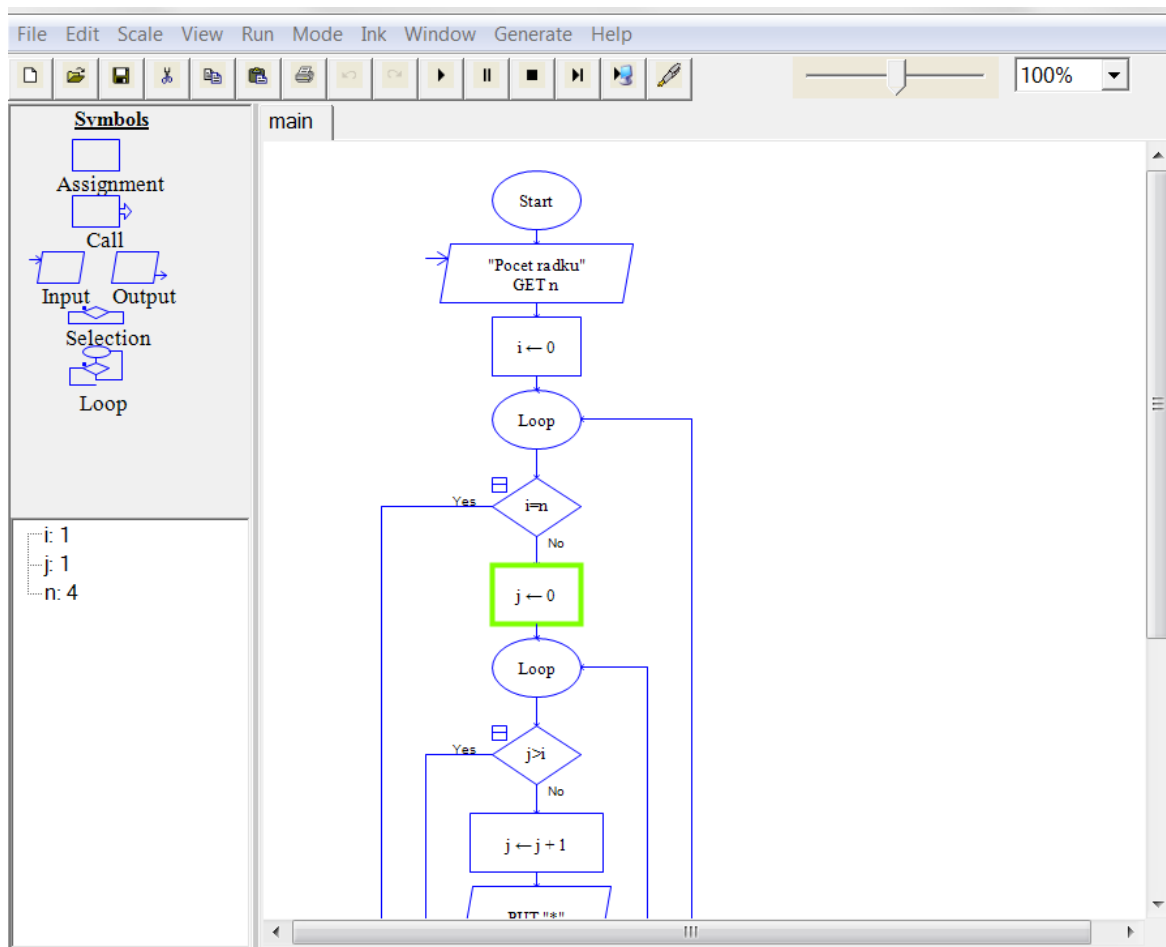 File Edit Scale View Run Mode Ink Window Generate Help
100%
Symbols
Assignment
Call
Input Output
Selection
Loop
i: 1
j: 1
n: 4
main
Start
"Pocet radku"
GET n
i ← 0
Loop
Yes
i=n
No
j ← 0
Loop
Yes
j>i
No
j ← j + 1
PUT "*"